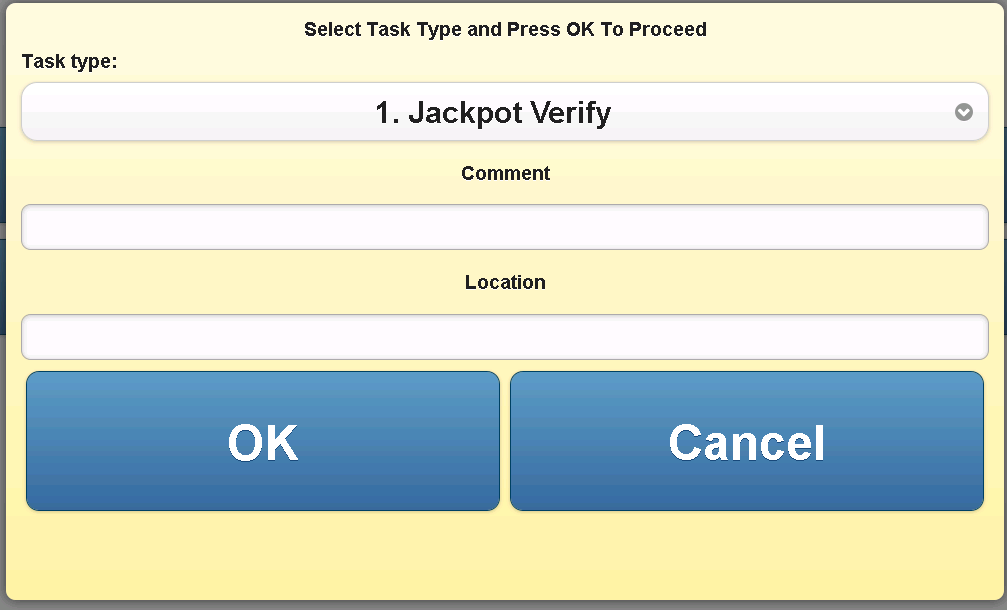 Select Task Type and Press OK To Proceed
Task type:
1. Jackpot Verify
Comment
Location
OK
Cancel